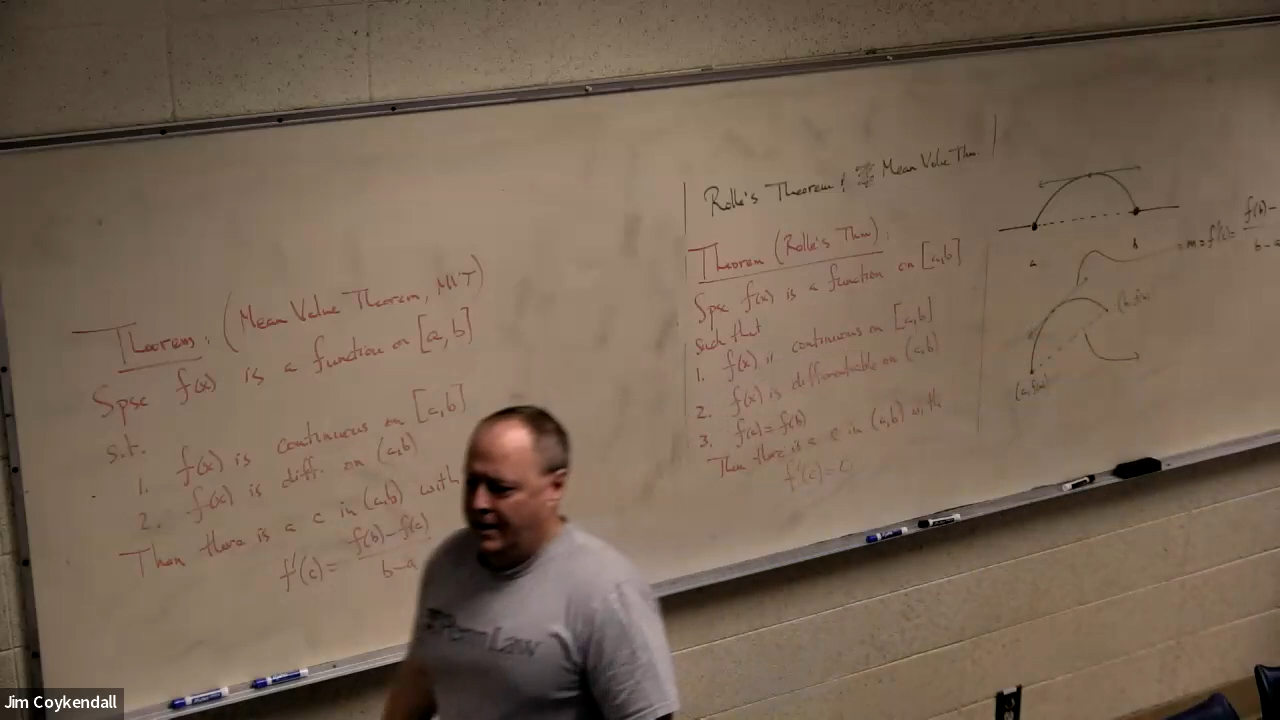 Theorem: (Mean Value Theorem, MVT)
Spse f(x) is a function on [a,b]
s.t.
1. f(x) is continuous on [a,b]
2. f(x) is diff. on (a,b)
Then there is a c in (a,b) with
f'(c) = f(b)-f(a)
b-a
Rolle's Theorem & Mean Value Thm.
Theorem (Rolle's Thm):
Spse f(x) is a function on [a,b]
such that
1. f(x) is continuous on [a,b]
2. f(x) is differentiable on (a,b)
3. f(a)=f(b)
Then there is a c in (a,b) with
f'(c)=0
a
b
m=f'(c)=
f(b)-
b-a
(b,f(b))
(a,f(a))
Penn Law
Jim Coykendall